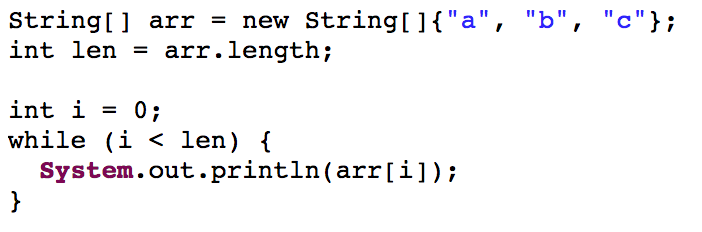 String[] arr = new String[]{"a", "b", "c"};
int len = arr.length;

int i = 0;
while (i < len) {
  System.out.println(arr[i]);
}